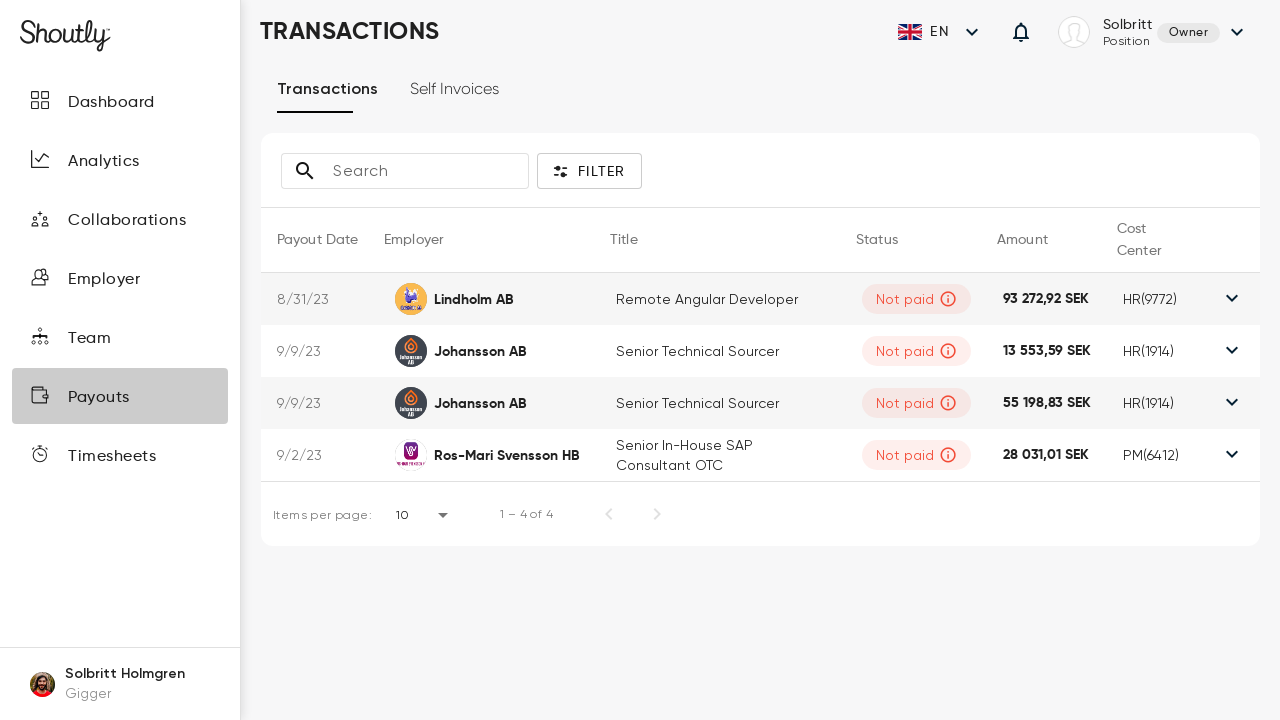 Shoutly
Dashboard
Analytics
Collaborations
Employer
Team
Payouts
Timesheets
Solbritt Holmgren
Gigger
TRANSACTIONS
EN
Solbritt
Position
Owner
Transactions
Self Invoices
Search
FILTER
Payout Date
Employer
Title
Status
Amount
Cost
Center
8/31/23
Lindholm AB
Remote Angular Developer
Not paid
93 272,92 SEK
HR(9772)
9/9/23
Johansson
AB
Johansson AB
Senior Technical Sourcer
Not paid
13 553,59 SEK
HR(1914)
9/9/23
Johansson
AB
Johansson AB
Senior Technical Sourcer
Not paid
55 198,83 SEK
HR(1914)
9/2/23
Ros-Mari Svensson HB
Senior In-House SAP
Consultant OTC
Not paid
28 031,01 SEK
PM(6412)
Items per page:
10
1 – 4 of 4